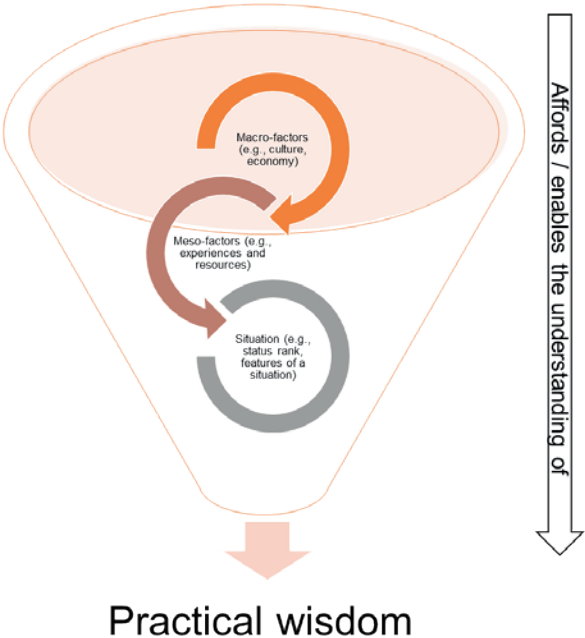 Macro-factors
(e.g., culture,
economy)
Meso-factors (e.g.,
experiences and
resources)
Situation (e.g.,
status rank,
features of a
situation)
Affords / enables the understanding of
Practical wisdom